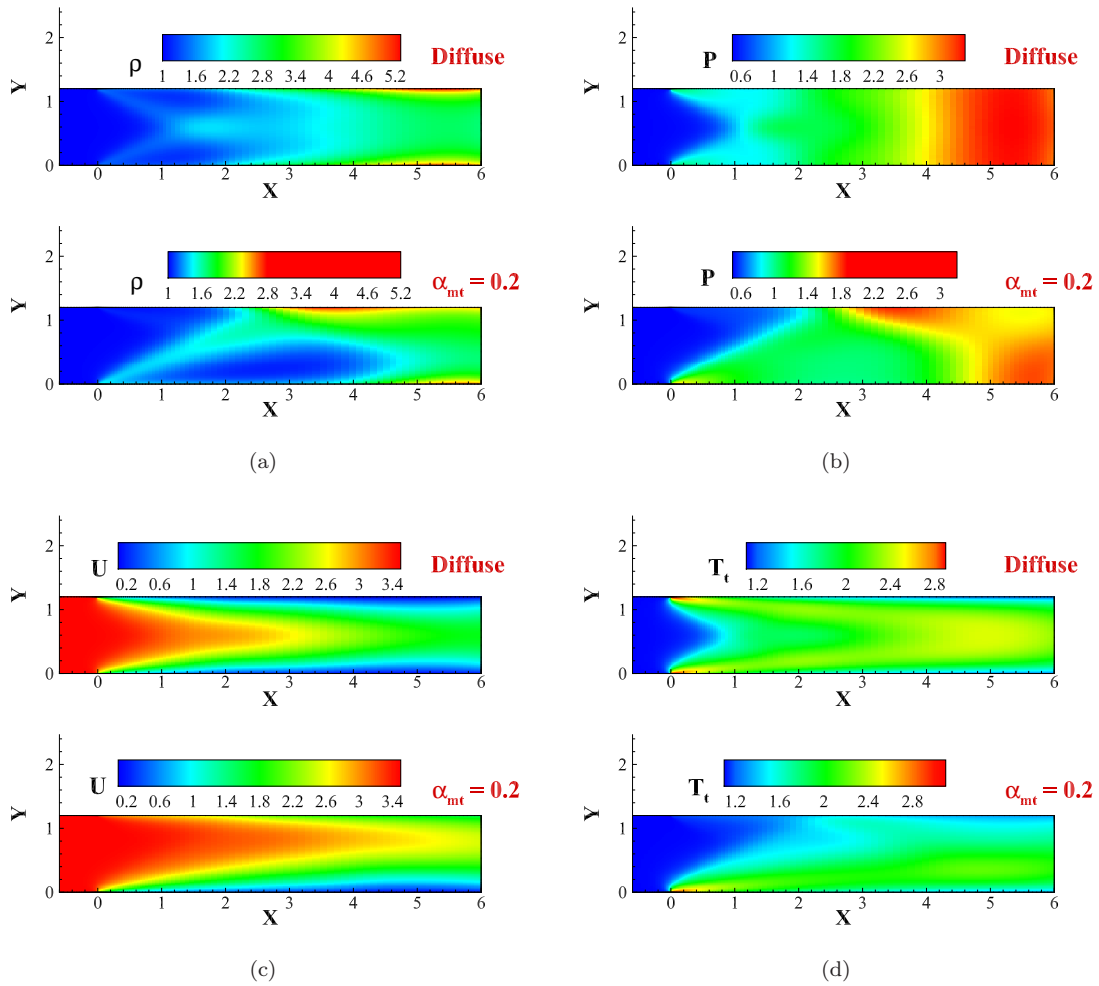 2
1
0
Y
ρ
1 1.6 2.2 2.8 3.4 4 4.6 5.2
Diffuse
0 1 2 3 4 5 6
X
2
1
0
Y
P
0.6 1 1.4 1.8 2.2 2.6 3
Diffuse
0 1 2 3 4 5 6
X
2
1
0
Y
ρ
1 1.6 2.2 2.8 3.4 4 4.6 5.2
α_mt = 0.2
0 1 2 3 4 5 6
X
(a)
2
1
0
Y
P
0.6 1 1.4 1.8 2.2 2.6 3
α_mt = 0.2
0 1 2 3 4 5 6
X
(b)
2
1
0
Y
U
0.2 0.6 1 1.4 1.8 2.2 2.6 3 3.4
Diffuse
0 1 2 3 4 5 6
X
2
1
0
Y
T_t
1.2 1.6 2 2.4 2.8
Diffuse
0 1 2 3 4 5 6
X
2
1
0
Y
U
0.2 0.6 1 1.4 1.8 2.2 2.6 3 3.4
α_mt = 0.2
0 1 2 3 4 5 6
X
(c)
2
1
0
Y
T_t
1.2 1.6 2 2.4 2.8
α_mt = 0.2
0 1 2 3 4 5 6
X
(d)